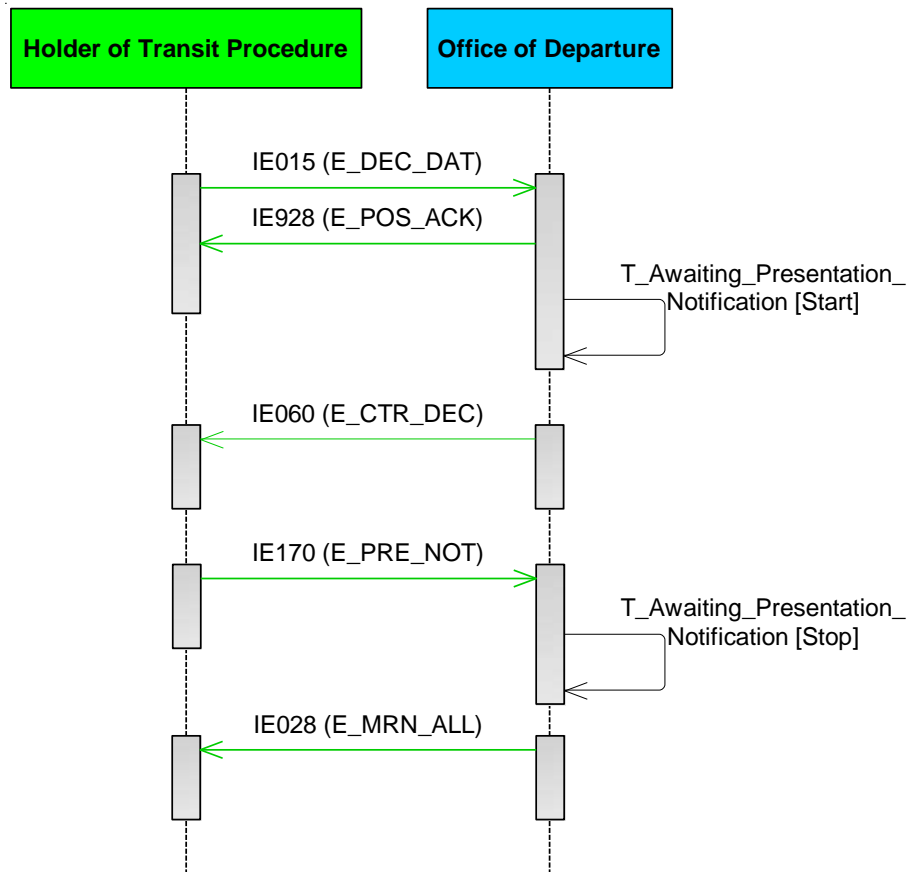 Holder of Transit Procedure
Office of Departure
IE015 (E_DEC_DAT)
IE928 (E_POS_ACK)
T_Awaiting_Presentation_
Notification [Start]
IE060 (E_CTR_DEC)
IE170 (E_PRE_NOT)
T_Awaiting_Presentation_
Notification [Stop]
IE028 (E_MRN_ALL)